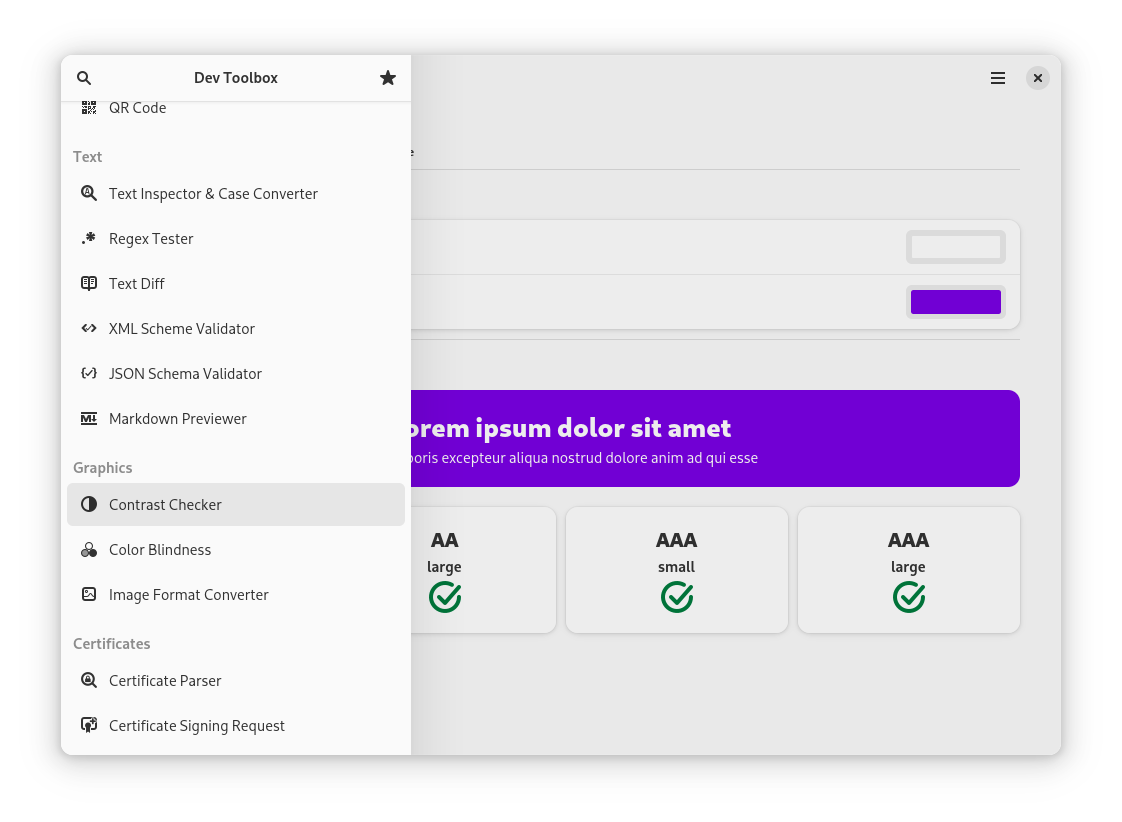 Dev Toolbox
QR Code
Text
Text Inspector & Case Converter
Regex Tester
Text Diff
XML Scheme Validator
JSON Schema Validator
Markdown Previewer
Graphics
Contrast Checker
Color Blindness
Image Format Converter
Certificates
Certificate Parser
Certificate Signing Request
orem ipsum dolor sit amet
boris excepteur aliqua nostrud dolore anim ad qui esse
AA
large
AAA
small
AAA
large